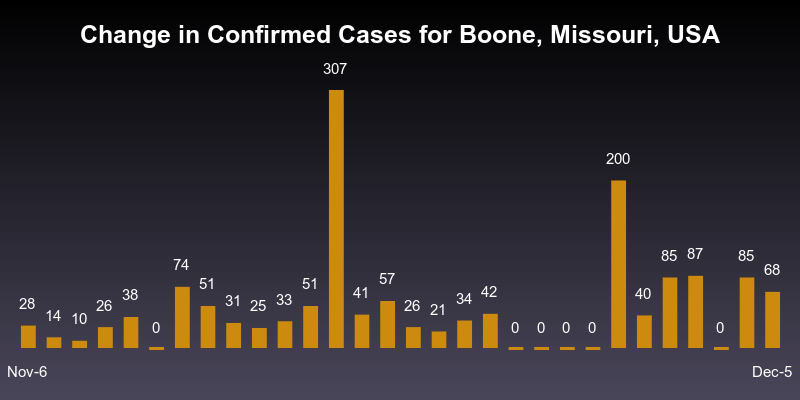 Change in Confirmed Cases for Boone, Missouri, USA
307
200
74
85 87 85
68
51 51 57
38 41 42 40
28 26 31 25 33 26 21 34
14 10
0 0 0 0 0 0
Nov-6 Dec-5